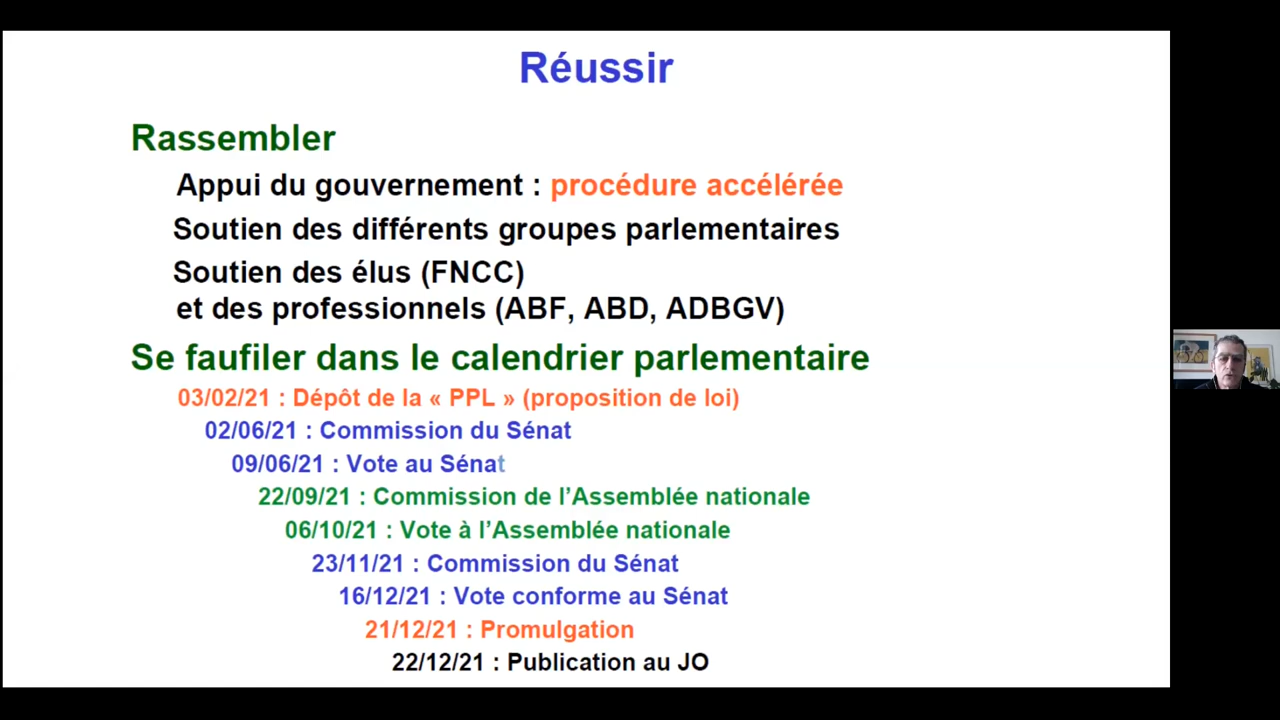 Réussir
Rassembler
Appui du gouvernement : procédure accélérée
Soutien des différents groupes parlementaires
Soutien des élus (FNCC)
et des professionnels (ABF, ABD, ADBGV)
Se faufiler dans le calendrier parlementaire
03/02/21 : Dépôt de la « PPL » (proposition de loi)
02/06/21 : Commission du Sénat
09/06/21 : Vote au Sénat
22/09/21 : Commission de l’Assemblée nationale
06/10/21 : Vote à l’Assemblée nationale
23/11/21 : Commission du Sénat
16/12/21 : Vote conforme au Sénat
21/12/21 : Promulgation
22/12/21 : Publication au JO